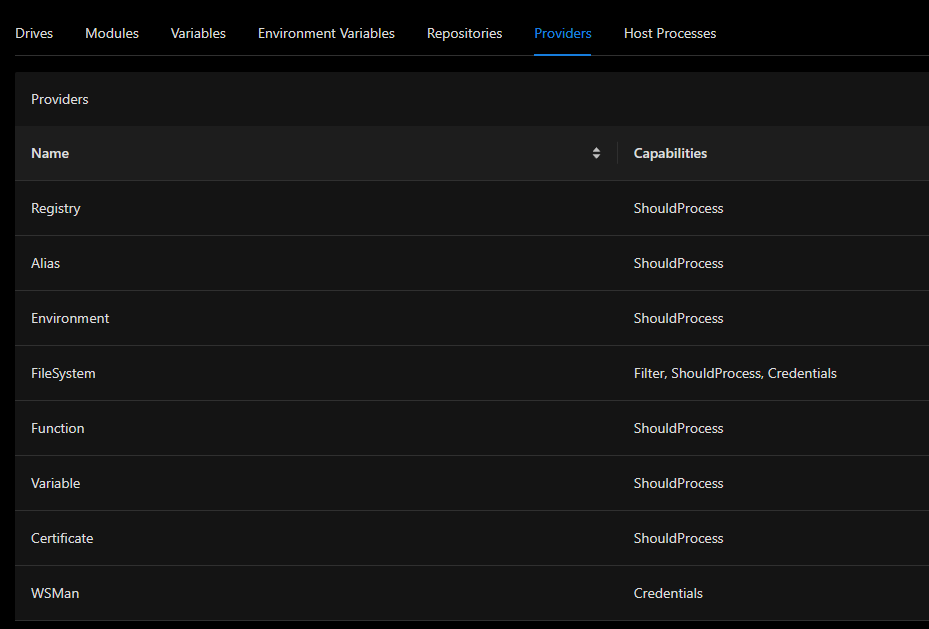 Drives Modules Variables Environment Variables Repositories Providers Host Processes
Providers
Name Capabilities
Registry ShouldProcess
Alias ShouldProcess
Environment ShouldProcess
FileSystem Filter, ShouldProcess, Credentials
Function ShouldProcess
Variable ShouldProcess
Certificate ShouldProcess
WSMan Credentials